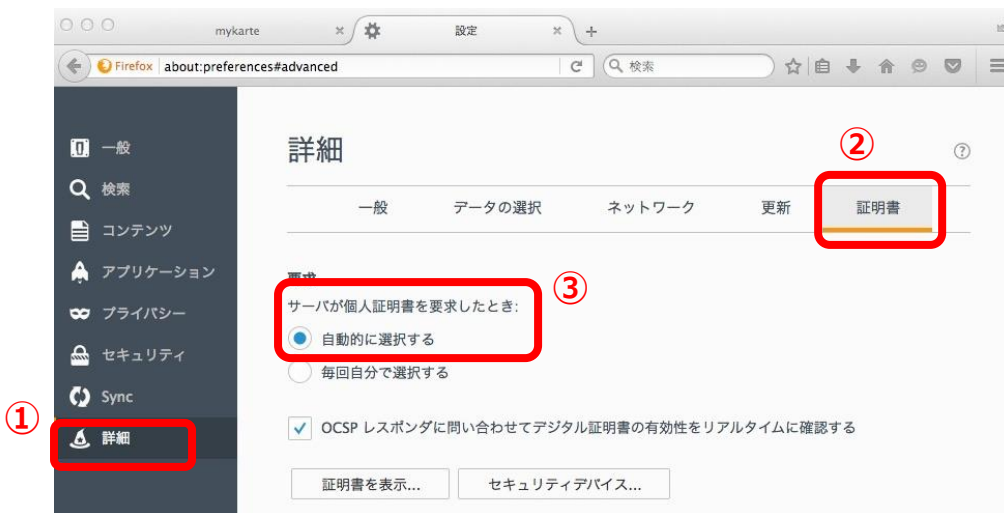 mykarte
設定
Firefox about:preferences#advanced
検索
一般
検索
コンテンツ
アプリケーション
プライバシー
セキュリティ
Sync
①
詳細
詳細
②
一般 データの選択 ネットワーク 更新 証明書
要求
③
サーバが個人証明書を要求したとき:
自動的に選択する
毎回自分で選択する
OCSP レスポンダに問い合わせてデジタル証明書の有効性をリアルタイムに確認する
証明書を表示... セキュリティデバイス...